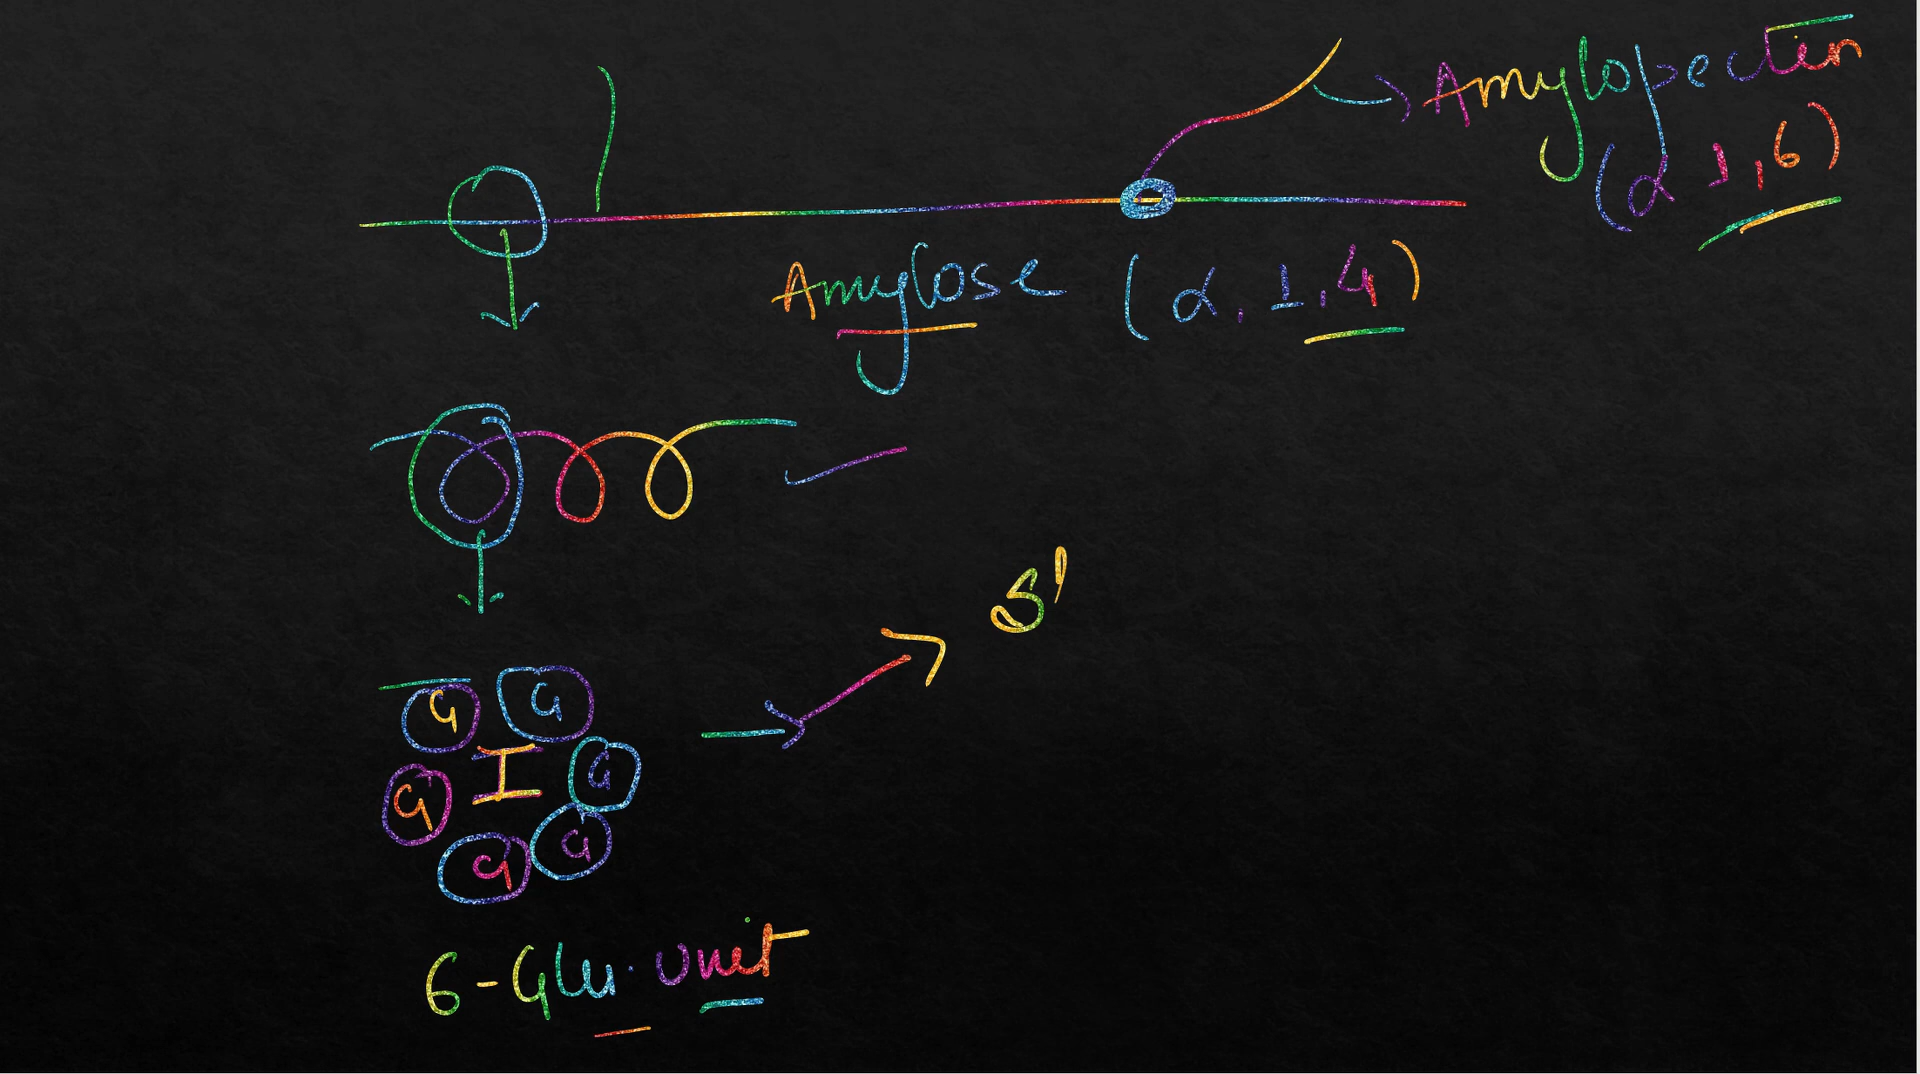 Amylopectin
(α 1,6)
Amylose (α, 1,4)
G G
G I G
G G
6-Glu. unit